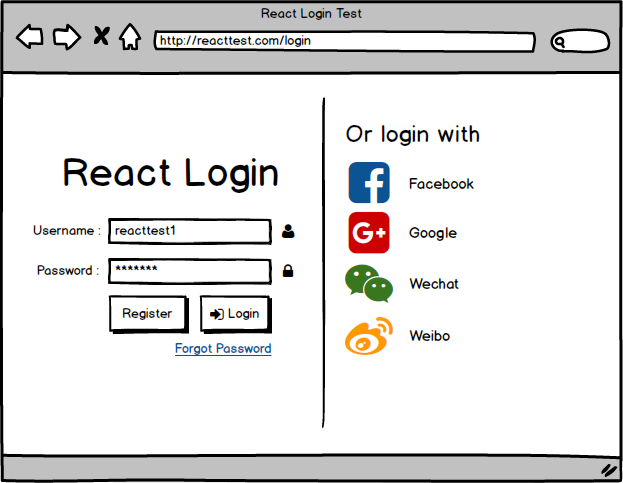 React Login Test
http://reacttest.com/login
React Login
Username :
reacttest1
Password :
*******
Register
Login
Forgot Password
Or login with
Facebook
Google
Wechat
Weibo